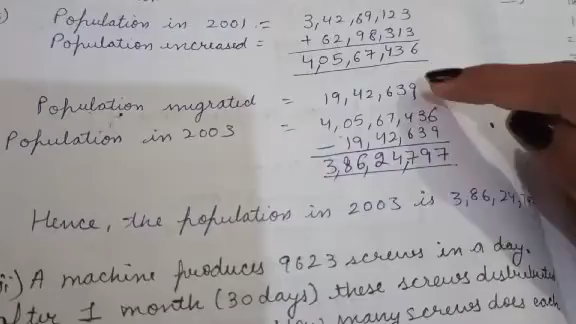 Population in 2001 = 3,42,69,123
Population increased = + 62,98,313
4,05,67,436
Population migrated = 19,42,639
Population in 2003 = 4,05,67,436
- 19,42,639
3,86,24,797
Hence, the population in 2003 is 3,86,24,
ii) A machine produces 9623 screws in a day.
After 1 month (30 days) these screws distributed
many screws does each